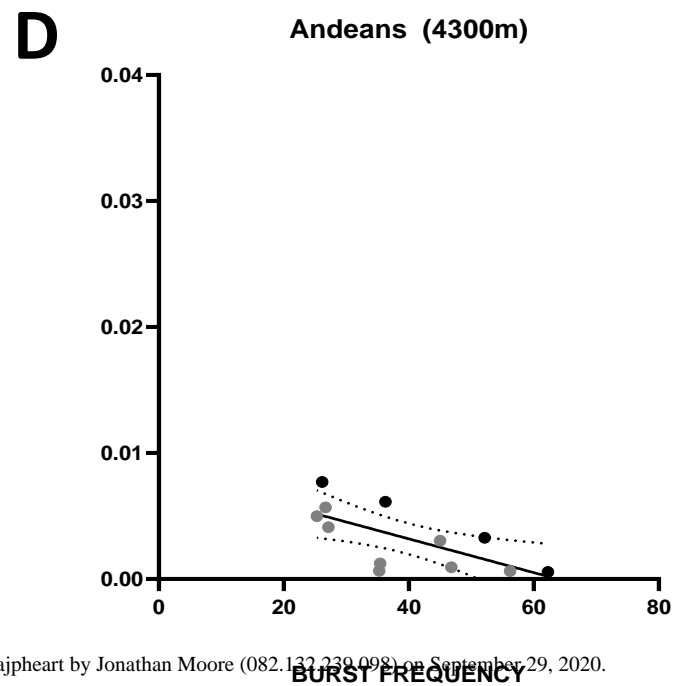 D
Andeans (4300m)
0.04
0.03
0.02
0.01
0.00
0 20 40 60 80
ajpheart by Jonathan Moore (082.132.239.098) on September 29, 2020.
BURST FREQUENCY